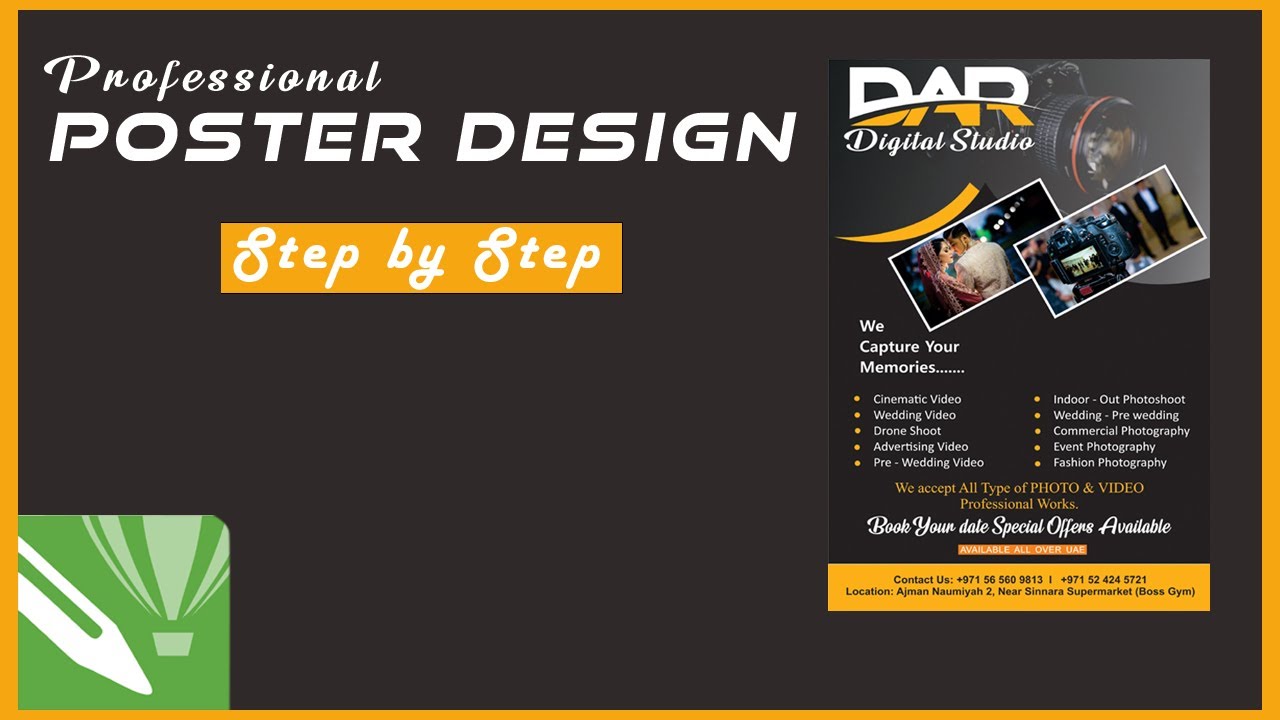 Professional
POSTER DESIGN
Step by Step
DAR
Digital Studio
We
Capture Your
Memories.......
Cinematic Video
Wedding Video
Drone Shoot
Advertising Video
Pre - Wedding Video
Indoor - Out Photoshoot
Wedding - Pre wedding
Commercial Photography
Event Photography
Fashion Photography
We accept All Type of PHOTO & VIDEO
Professional Works.
Book Your date Special Offers Available
AVAILABLE ALL OVER UAE
Contact Us: +971 56 560 9813 I +971 52 424 5721
Location: Ajman Naumiyah 2, Near Sinnara Supermarket (Boss Gym)